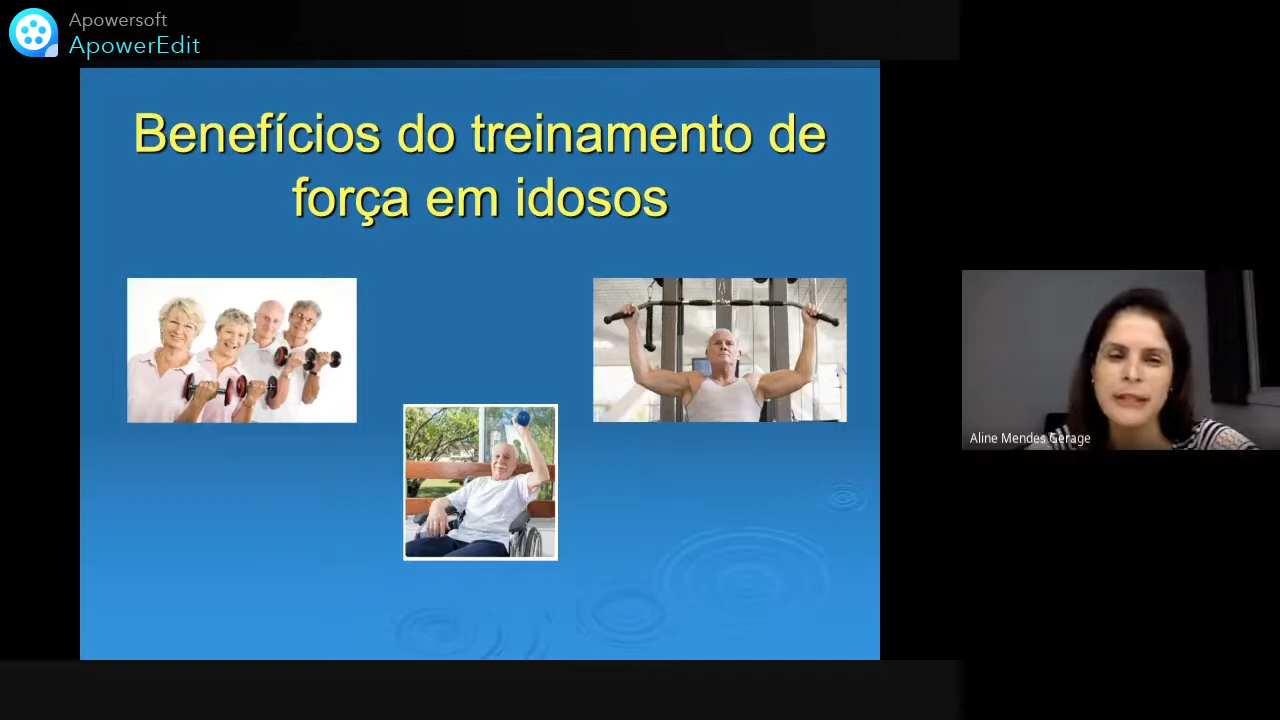 Apowersoft
ApowerEdit
Benefícios do treinamento de
força em idosos
Aline Mendes Gerage